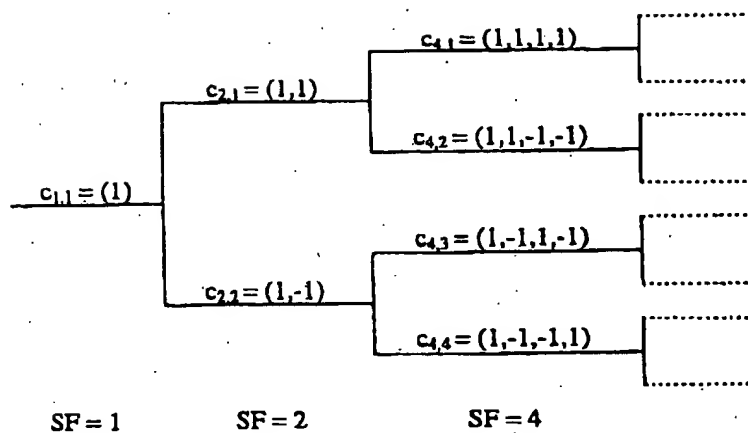 c4,1 = (1,1,1,1)
c2,1 = (1,1)
c4,2 = (1,1,-1,-1)
c1,1 = (1)
c4,3 = (1,-1,1,-1)
c2,2 = (1,-1)
c4,4 = (1,-1,-1,1)
SF = 1 SF = 2 SF = 4